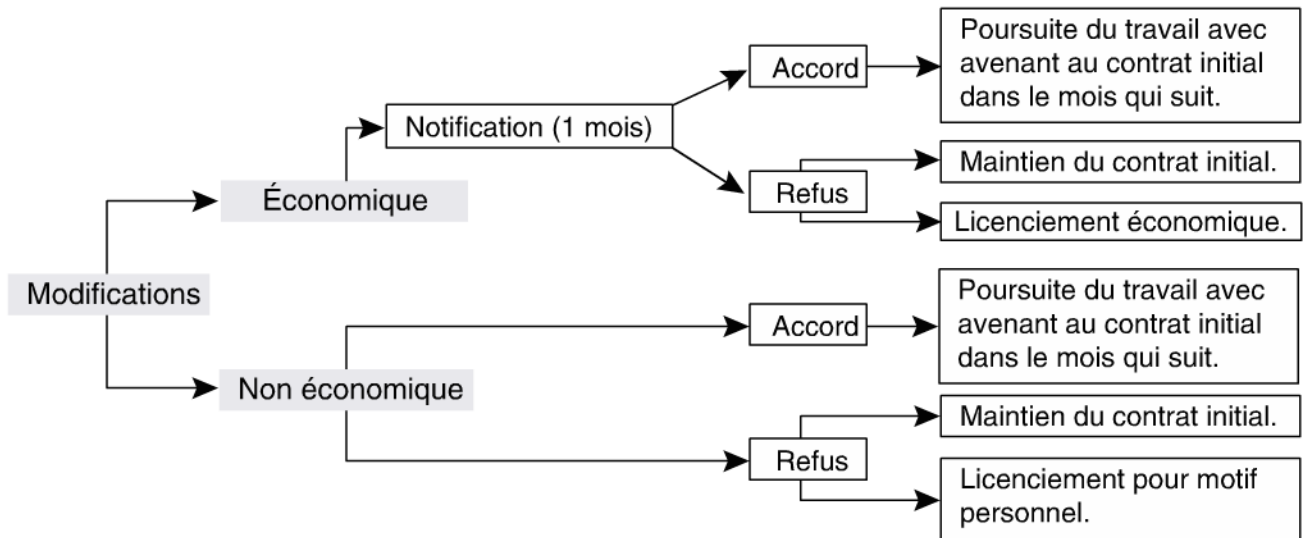 Poursuite du travail avec
avenant au contrat initial
dans le mois qui suit.
Accord
Notification (1 mois)
Maintien du contrat initial.
Refus
Économique
Licenciement économique.
Modifications
Poursuite du travail avec
avenant au contrat initial
dans le mois qui suit.
Accord
Non économique
Maintien du contrat initial.
Refus
Licenciement pour motif
personnel.